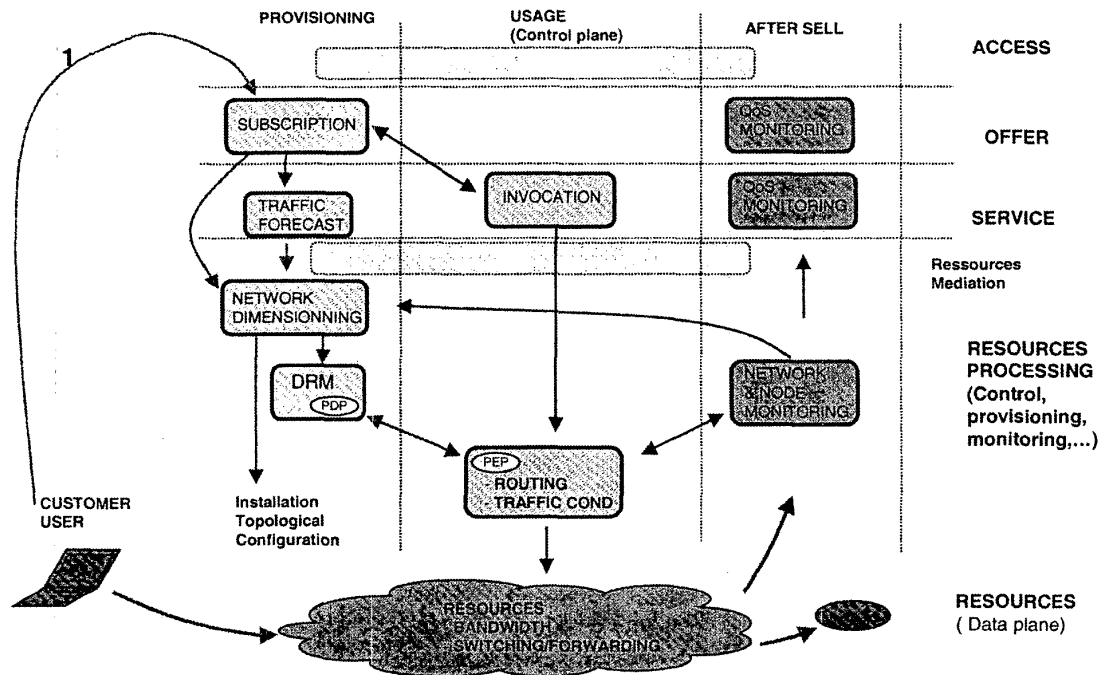 PROVISIONING
USAGE
(Control plane)
AFTER SELL
ACCESS
1
SUBSCRIPTION
QoS
MONITORING
OFFER
TRAFFIC
FORECAST
INVOCATION
QoS
MONITORING
SERVICE
Ressources
Mediation
NETWORK
DIMENSIONNING
DRM
PDP
NETWORK
& NODE
MONITORING
RESOURCES
PROCESSING
(Control,
provisioning,
monitoring,...)
PEP
- ROUTING
- TRAFFIC COND
CUSTOMER
USER
Installation
Topological
Configuration
RESOURCES
- BANDWIDTH
- SWITCHING/FORWARDING
RESOURCES
( Data plane)